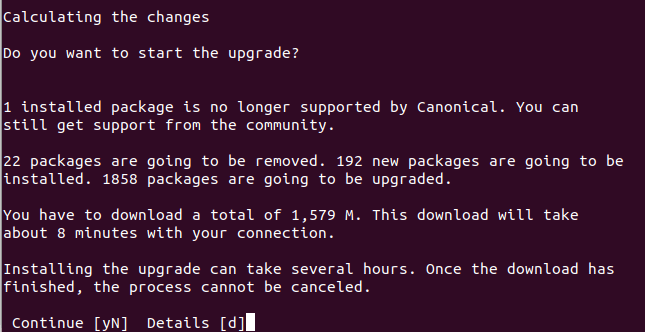 Calculating the changes
Do you want to start the upgrade?
1 installed package is no longer supported by Canonical. You can
still get support from the community.
22 packages are going to be removed. 192 new packages are going to be
installed. 1858 packages are going to be upgraded.
You have to download a total of 1,579 M. This download will take
about 8 minutes with your connection.
Installing the upgrade can take several hours. Once the download has
finished, the process cannot be canceled.
Continue [yN]  Details [d]